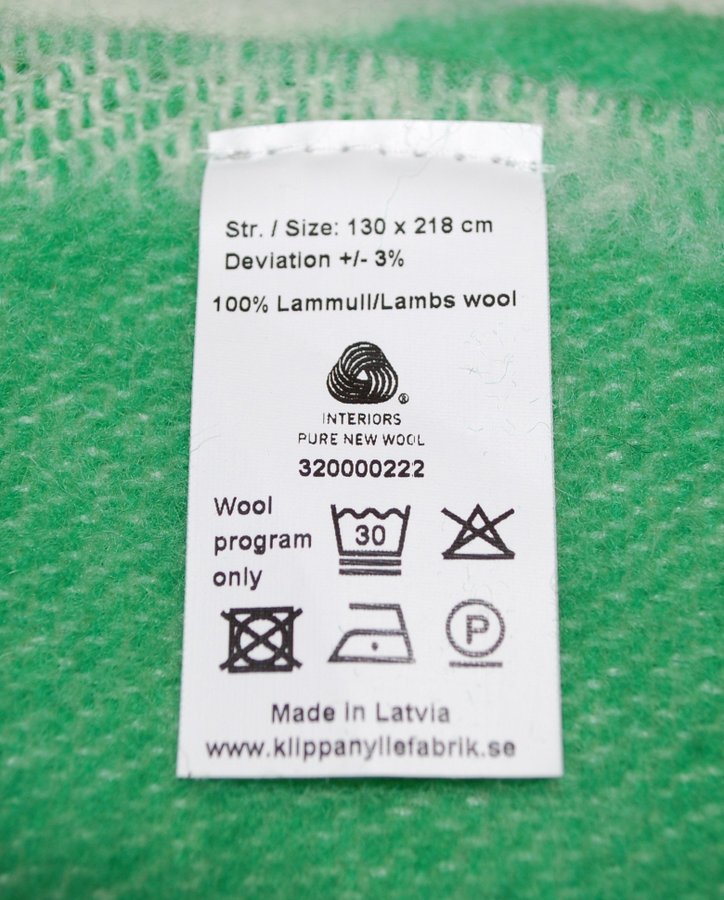 Str. / Size: 130 x 218 cm
Deviation +/- 3%
100% Lammull/Lambs wool
®
INTERIORS
PURE NEW WOOL
320000222
Wool
program
only
30
P
Made in Latvia
www.klippanyllefabrik.se